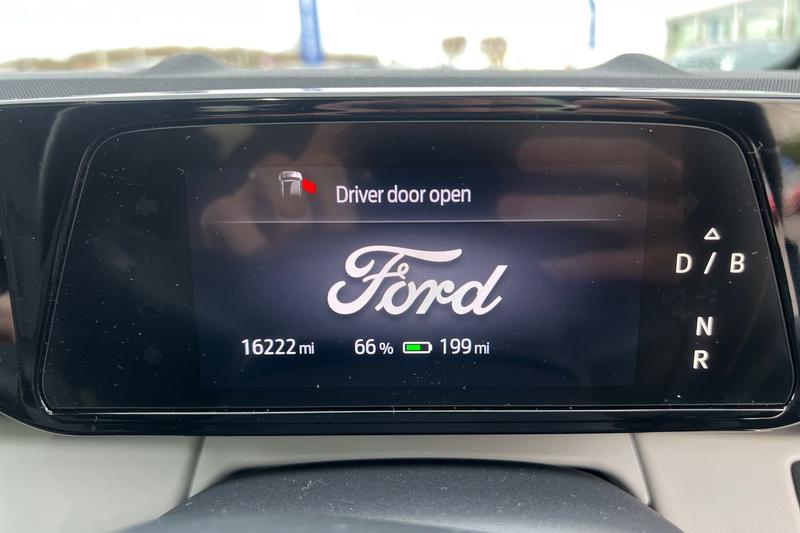 Driver door open
Ford
16222 mi 66 % 199 mi
D / B
N
R